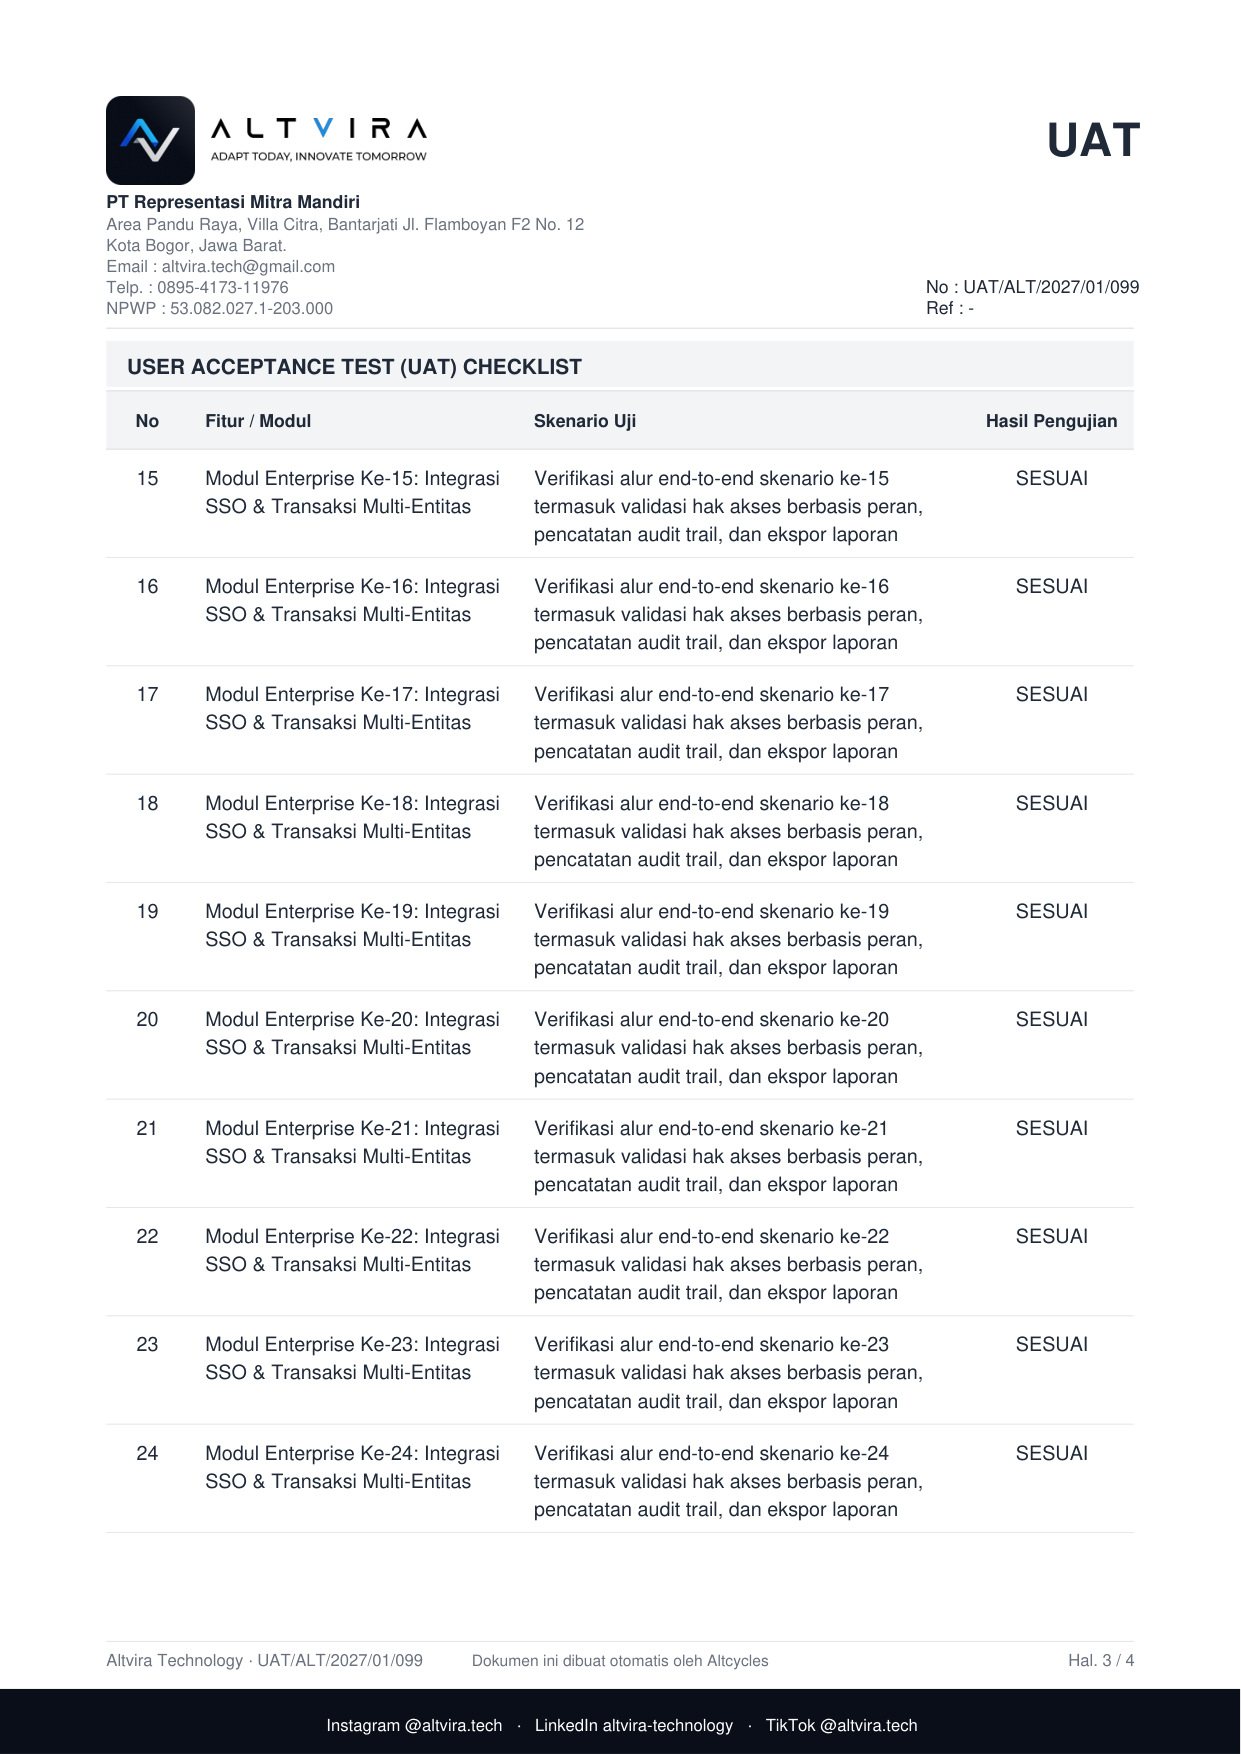 ALTVIRA
ADAPT TODAY, INNOVATE TOMORROW
UAT
PT Representasi Mitra Mandiri
Area Pandu Raya, Villa Citra, Bantarjati Jl. Flamboyan F2 No. 12
Kota Bogor, Jawa Barat.
Email : altvira.tech@gmail.com
Telp. : 0895-4173-11976
NPWP : 53.082.027.1-203.000
No : UAT/ALT/2027/01/099
Ref : -
USER ACCEPTANCE TEST (UAT) CHECKLIST
No Fitur / Modul Skenario Uji Hasil Pengujian
15 Modul Enterprise Ke-15: Integrasi Verifikasi alur end-to-end skenario ke-15 SESUAI
SSO & Transaksi Multi-Entitas termasuk validasi hak akses berbasis peran,
pencatatan audit trail, dan ekspor laporan
16 Modul Enterprise Ke-16: Integrasi Verifikasi alur end-to-end skenario ke-16 SESUAI
SSO & Transaksi Multi-Entitas termasuk validasi hak akses berbasis peran,
pencatatan audit trail, dan ekspor laporan
17 Modul Enterprise Ke-17: Integrasi Verifikasi alur end-to-end skenario ke-17 SESUAI
SSO & Transaksi Multi-Entitas termasuk validasi hak akses berbasis peran,
pencatatan audit trail, dan ekspor laporan
18 Modul Enterprise Ke-18: Integrasi Verifikasi alur end-to-end skenario ke-18 SESUAI
SSO & Transaksi Multi-Entitas termasuk validasi hak akses berbasis peran,
pencatatan audit trail, dan ekspor laporan
19 Modul Enterprise Ke-19: Integrasi Verifikasi alur end-to-end skenario ke-19 SESUAI
SSO & Transaksi Multi-Entitas termasuk validasi hak akses berbasis peran,
pencatatan audit trail, dan ekspor laporan
20 Modul Enterprise Ke-20: Integrasi Verifikasi alur end-to-end skenario ke-20 SESUAI
SSO & Transaksi Multi-Entitas termasuk validasi hak akses berbasis peran,
pencatatan audit trail, dan ekspor laporan
21 Modul Enterprise Ke-21: Integrasi Verifikasi alur end-to-end skenario ke-21 SESUAI
SSO & Transaksi Multi-Entitas termasuk validasi hak akses berbasis peran,
pencatatan audit trail, dan ekspor laporan
22 Modul Enterprise Ke-22: Integrasi Verifikasi alur end-to-end skenario ke-22 SESUAI
SSO & Transaksi Multi-Entitas termasuk validasi hak akses berbasis peran,
pencatatan audit trail, dan ekspor laporan
23 Modul Enterprise Ke-23: Integrasi Verifikasi alur end-to-end skenario ke-23 SESUAI
SSO & Transaksi Multi-Entitas termasuk validasi hak akses berbasis peran,
pencatatan audit trail, dan ekspor laporan
24 Modul Enterprise Ke-24: Integrasi Verifikasi alur end-to-end skenario ke-24 SESUAI
SSO & Transaksi Multi-Entitas termasuk validasi hak akses berbasis peran,
pencatatan audit trail, dan ekspor laporan
Altvira Technology · UAT/ALT/2027/01/099 Dokumen ini dibuat otomatis oleh Altcycles Hal. 3 / 4
Instagram @altvira.tech · LinkedIn altvira-technology · TikTok @altvira.tech